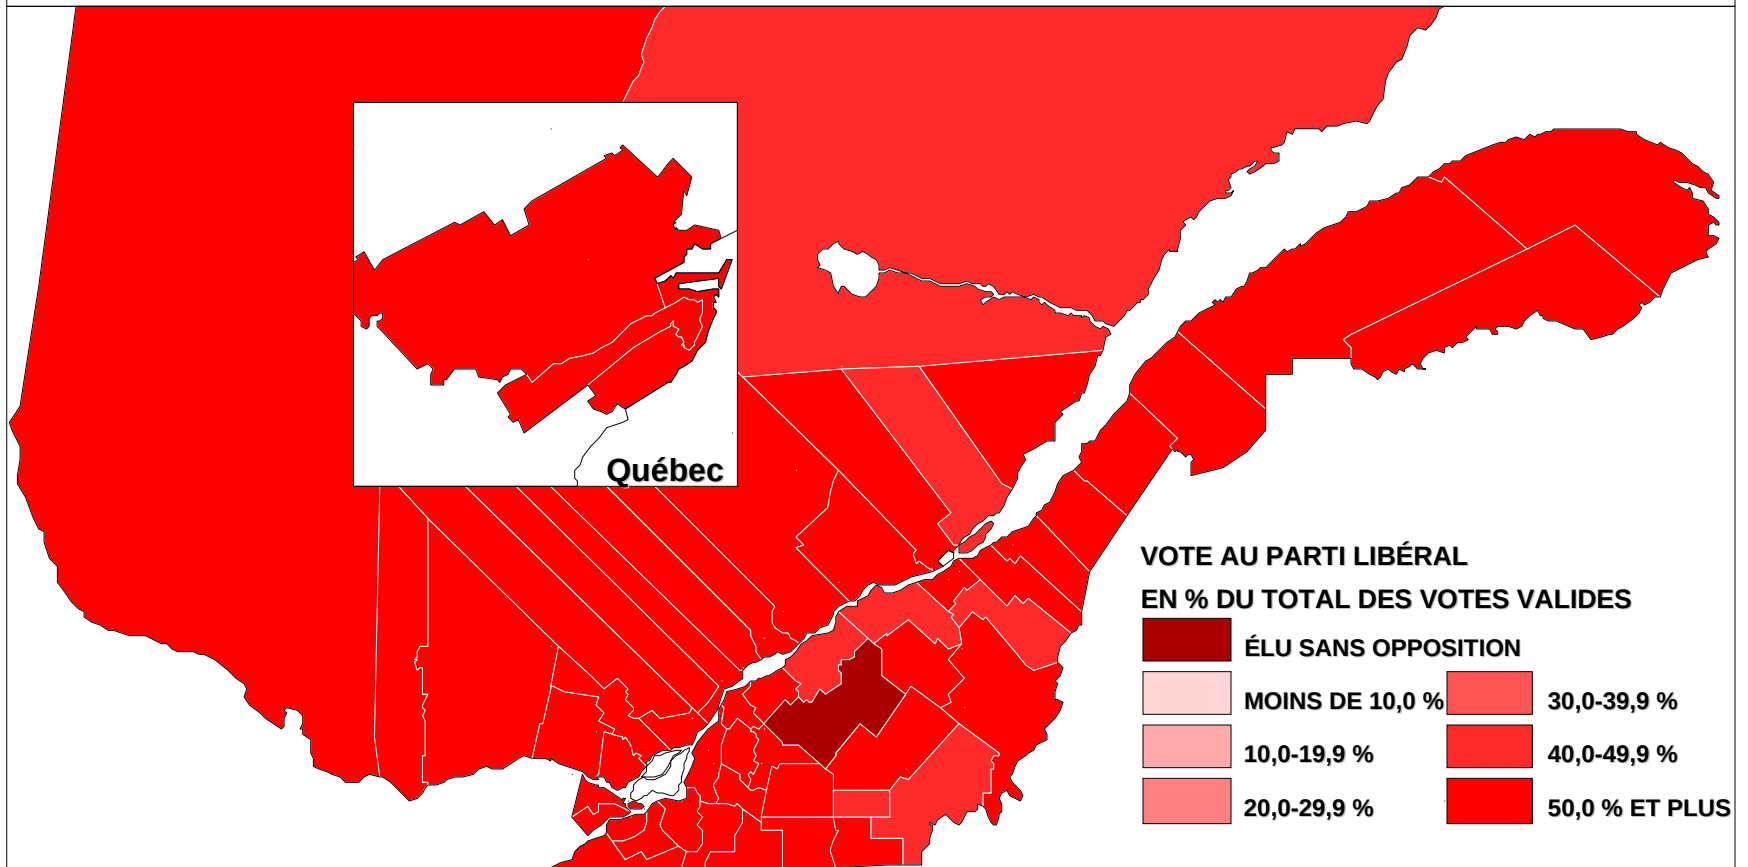 Québec
VOTE AU PARTI LIBÉRAL
EN % DU TOTAL DES VOTES VALIDES
ÉLU SANS OPPOSITION
MOINS DE 10,0 %
10,0-19,9 %
20,0-29,9 %
30,0-39,9 %
40,0-49,9 %
50,0 % ET PLUS